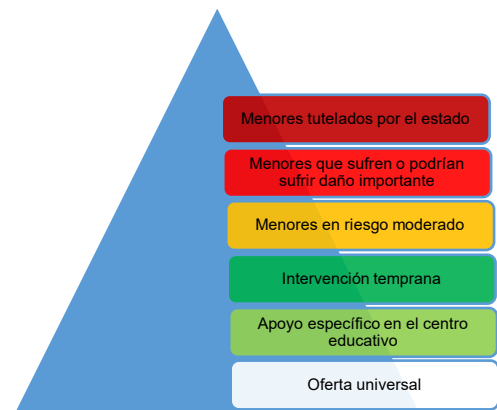 Menores tutelados por el estado
Menores que sufren o podrían
sufrir daño importante
Menores en riesgo moderado
Intervención temprana
Apoyo específico en el centro
educativo
Oferta universal